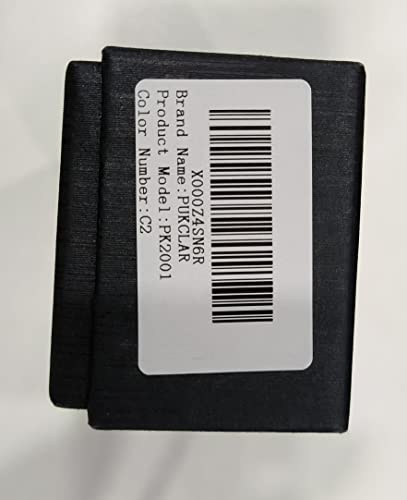 X000Z4SN6R
Brand Name:PUKCLAR
Product Model:PK2001
Color Number:C2